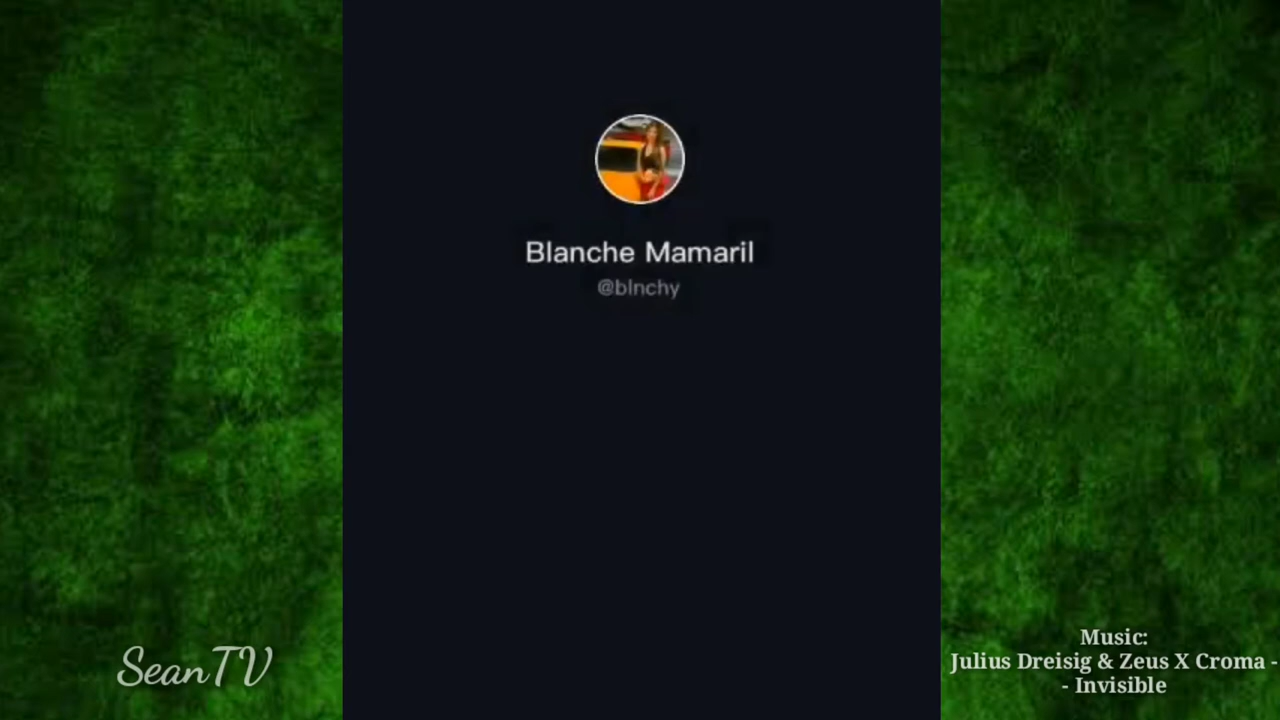 Blanche Mamaril
@blnchy
SeanTV
Music:
Julius Dreisig & Zeus X Croma -
- Invisible